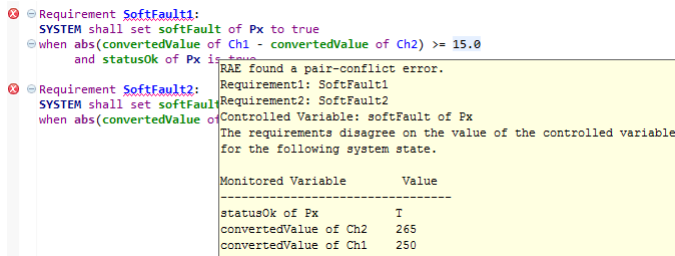 Requirement SoftFault1:
SYSTEM shall set softFault of Px to true
when abs(convertedValue of Ch1 - convertedValue of Ch2) >= 15.0
and statusOk of Px is true
Requirement SoftFault2:
SYSTEM shall set softFault
when abs(convertedValue of
RAE found a pair-conflict error.
Requirement1: SoftFault1
Requirement2: SoftFault2
Controlled Variable: softFault of Px
The requirements disagree on the value of the controlled variable
for the following system state.
Monitored Variable Value
---------------------------------
statusOk of Px T
convertedValue of Ch2 265
convertedValue of Ch1 250